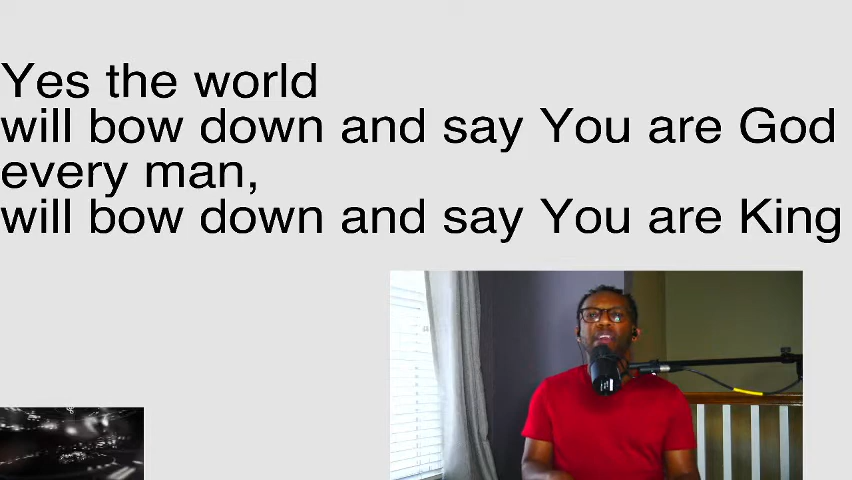 Yes the world
will bow down and say You are God
every man,
will bow down and say You are King